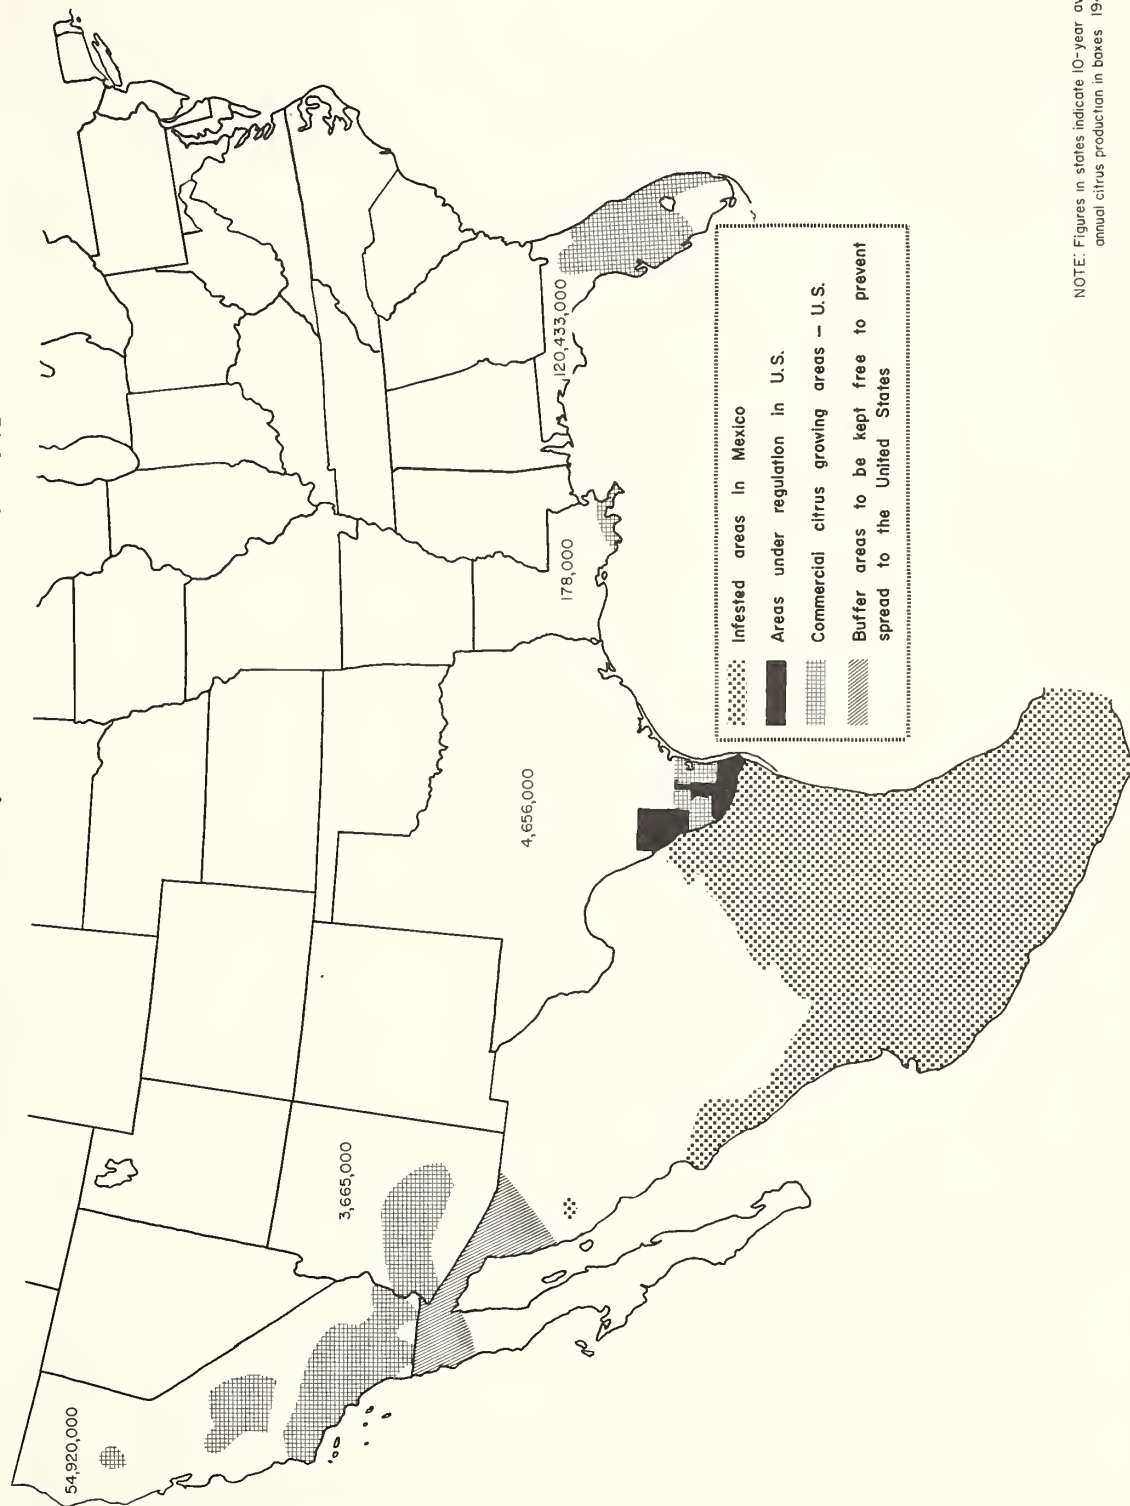 54,920,000
3,665,000
4,656,000
178,000
120,433,000
Infested areas in Mexico
Areas under regulation in U.S.
Commercial citrus growing areas — U.S.
Buffer areas to be kept free to prevent
spread to the United States
NOTE: Figures in states indicate 10-year
annual citrus production in boxes